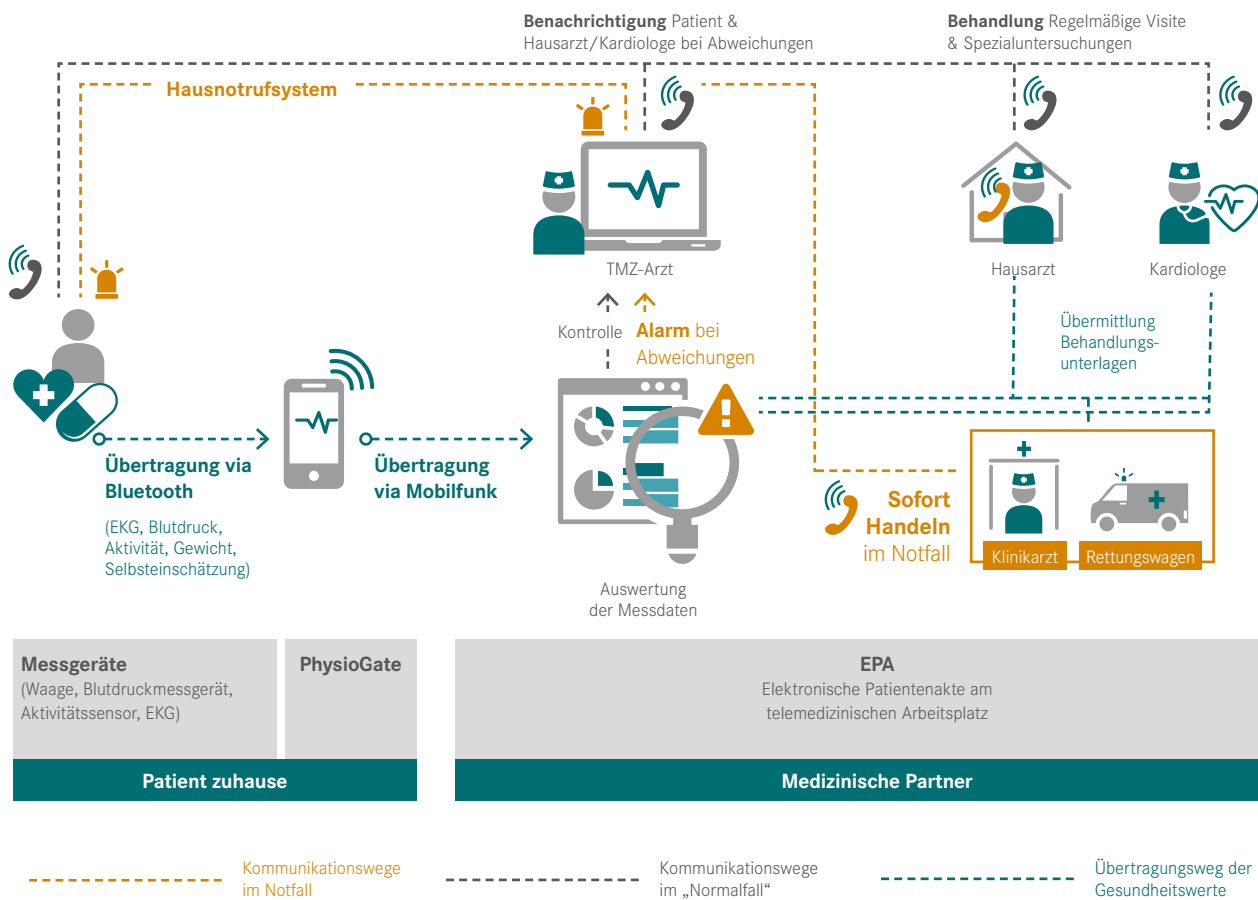 Benachrichtigung Patient &
Hausarzt/Kardiologe bei Abweichungen
Behandlung Regelmäßige Visite
& Spezialuntersuchungen
Hausnotrufsystem
TMZ-Arzt
Hausarzt
Kardiologe
Kontrolle
Alarm bei
Abweichungen
Übermittlung
Behandlungs-
unterlagen
Übertragung via
Bluetooth
(EKG, Blutdruck,
Aktivität, Gewicht,
Selbsteinschätzung)
Übertragung
via Mobilfunk
Sofort
Handeln
im Notfall
Klinikarzt
Rettungswagen
Auswertung
der Messdaten
Messgeräte
(Waage, Blutdruckmessgerät,
Aktivitätssensor, EKG)
PhysioGate
EPA
Elektronische Patientenakte am
telemedizinischen Arbeitsplatz
Patient zuhause
Medizinische Partner
Kommunikationswege
im Notfall
Kommunikationswege
im „Normalfall“
Übertragungsweg der
Gesundheitswerte